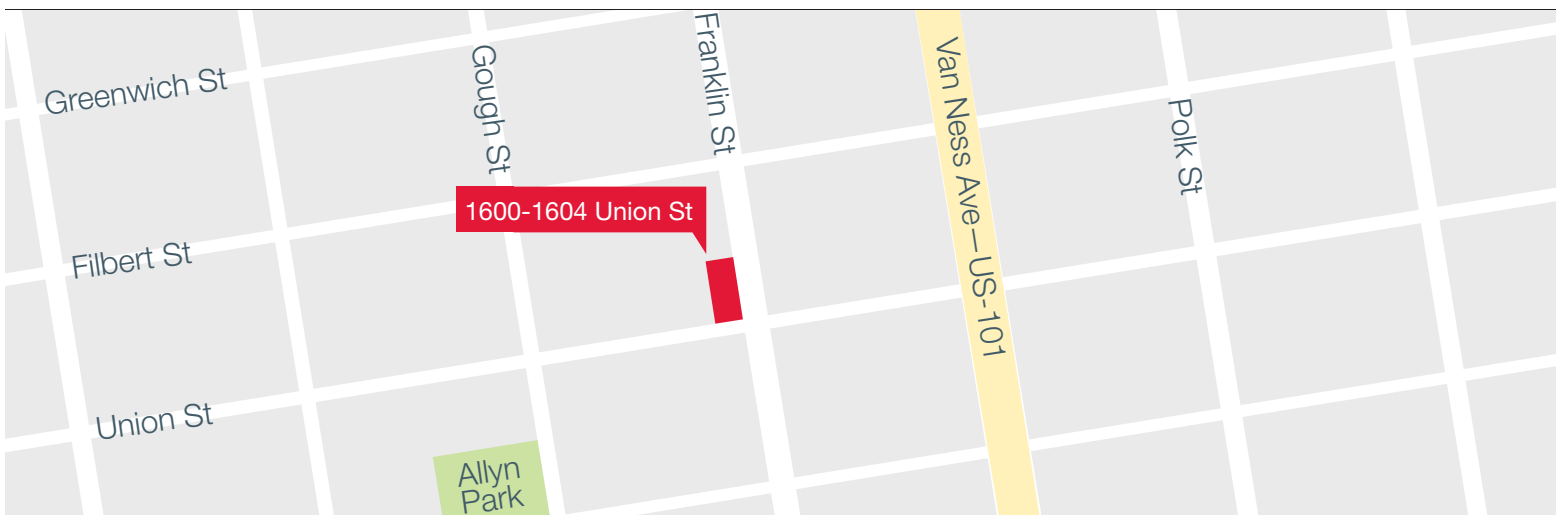 Greenwich St
Gough St
Franklin St
Van Ness Ave—US-101
Polk St
1600-1604 Union St
Filbert St
Union St
Allyn
Park